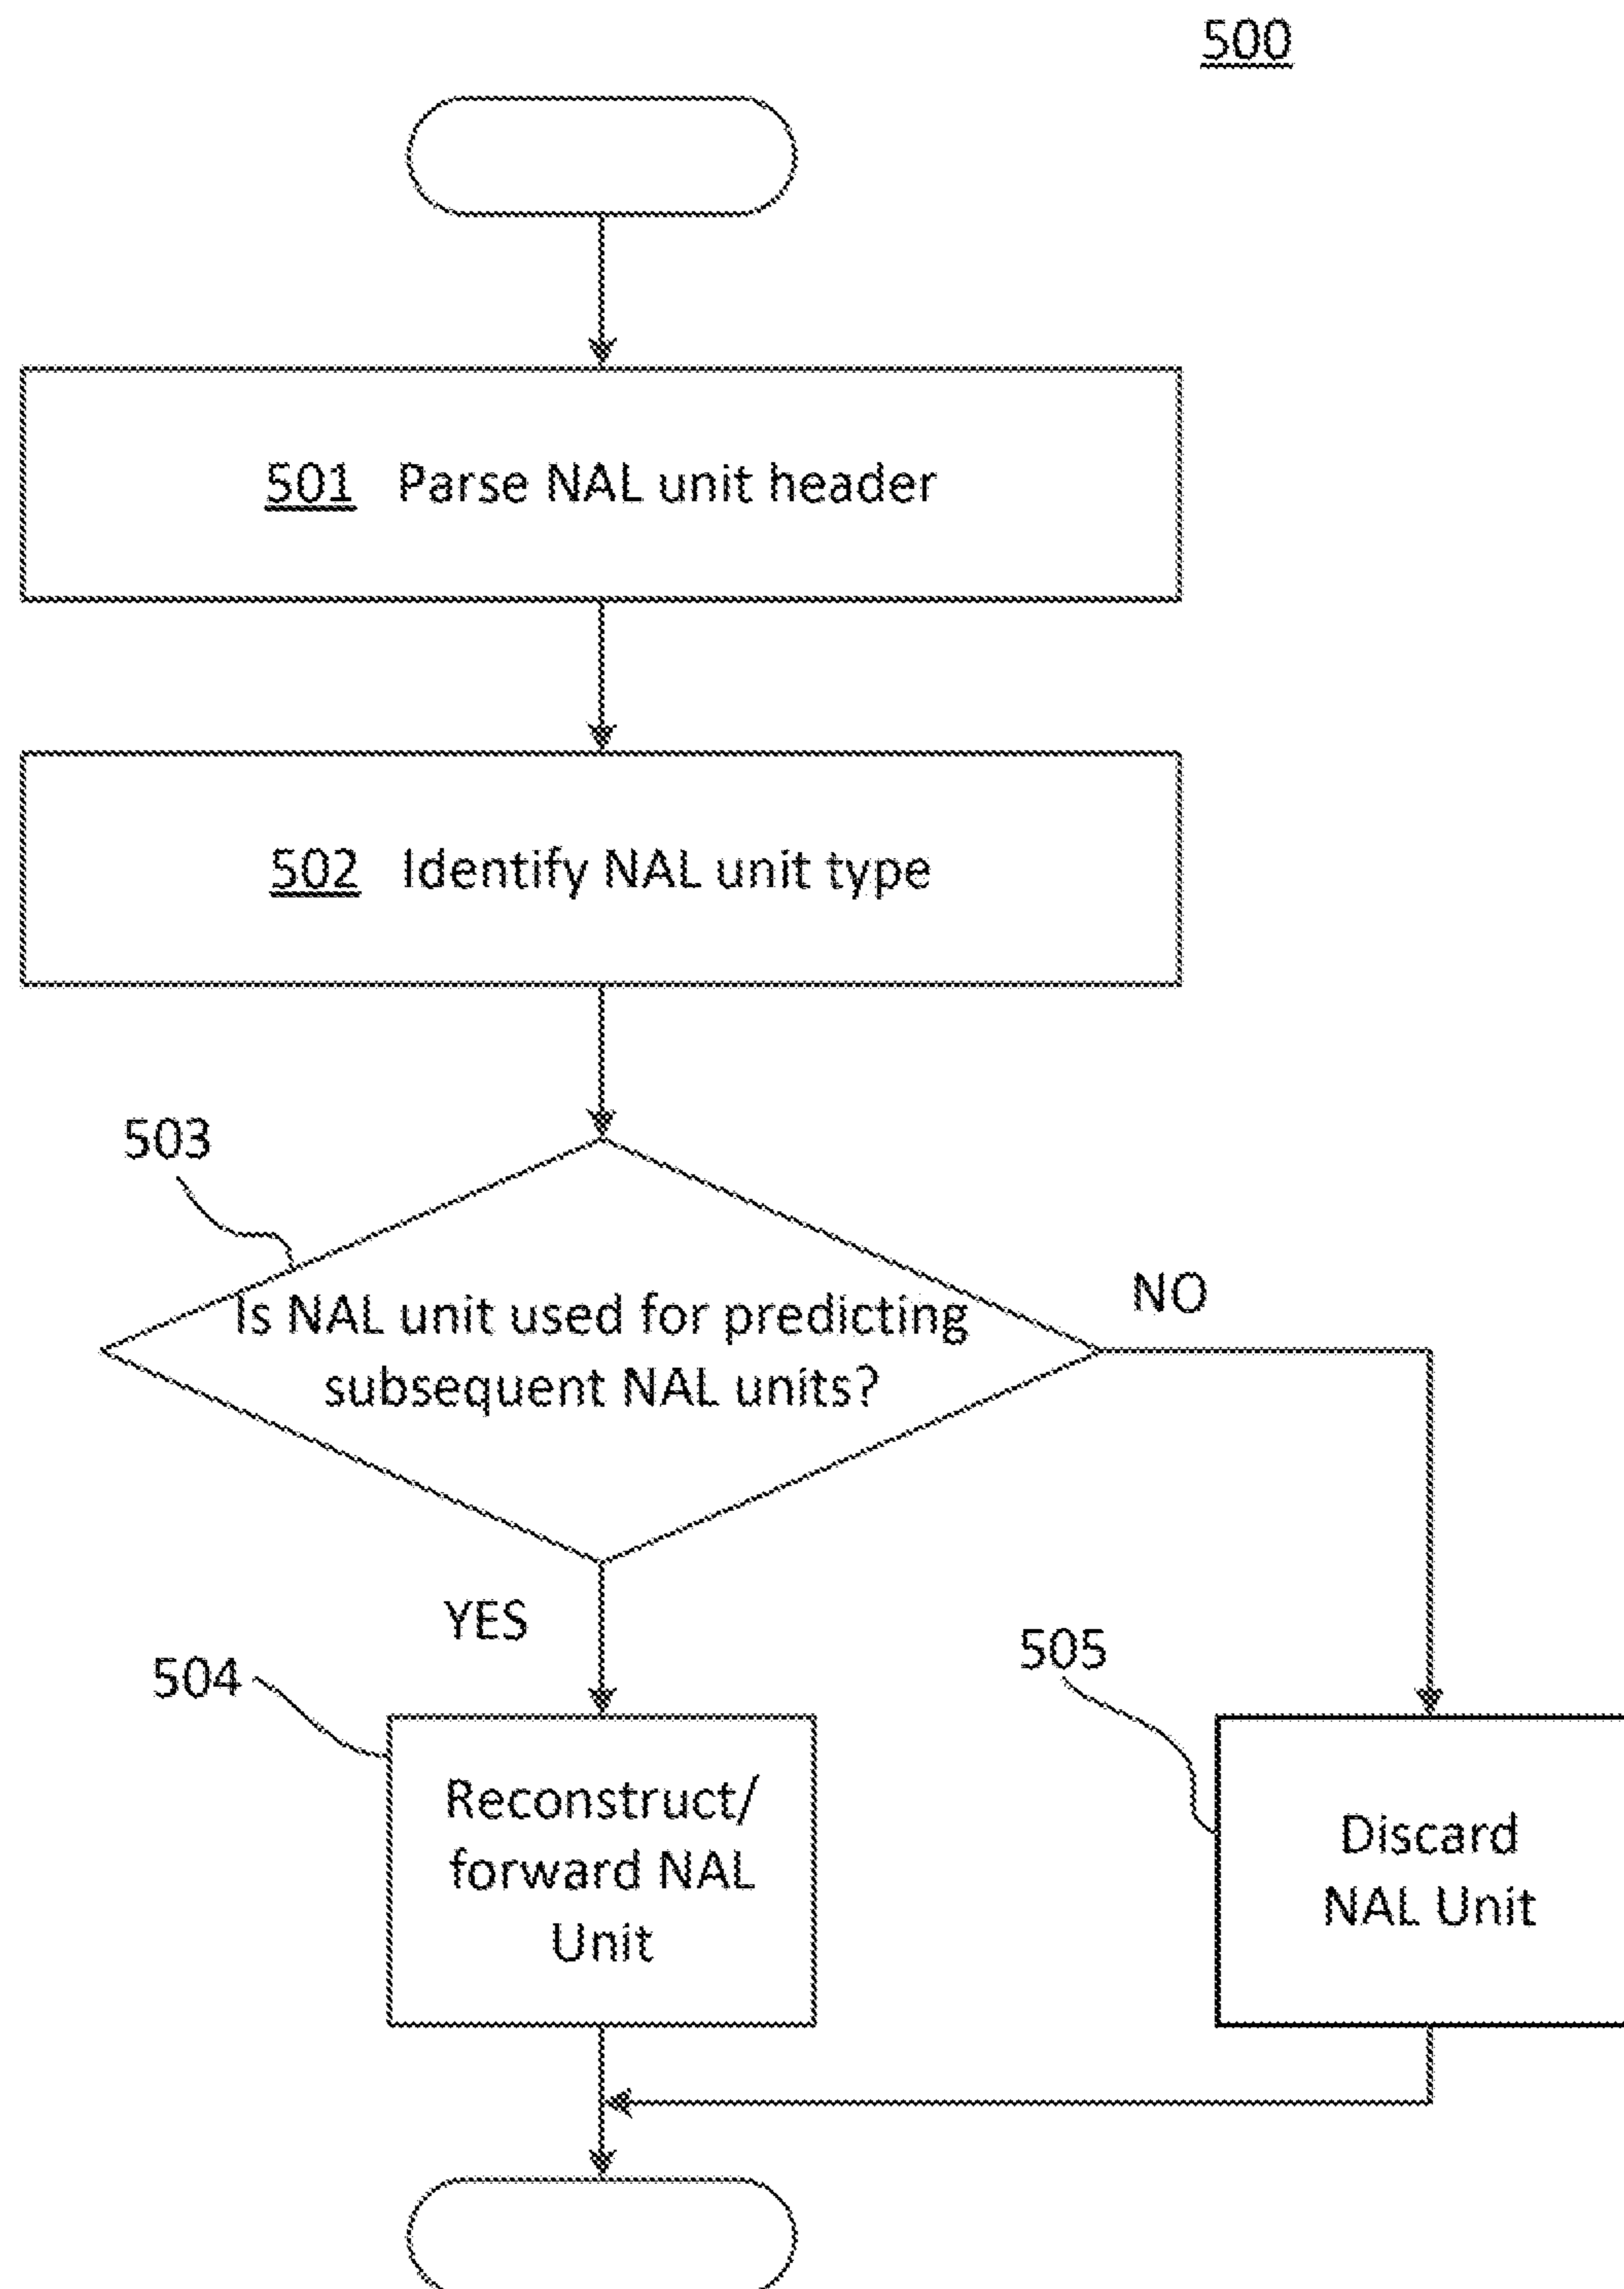 500
501 Parse NAL unit header
502 Identify NAL unit type
503
Is NAL unit used for predicting
subsequent NAL units?
NO
YES
504
Reconstruct/
forward NAL
Unit
505
Discard
NAL Unit